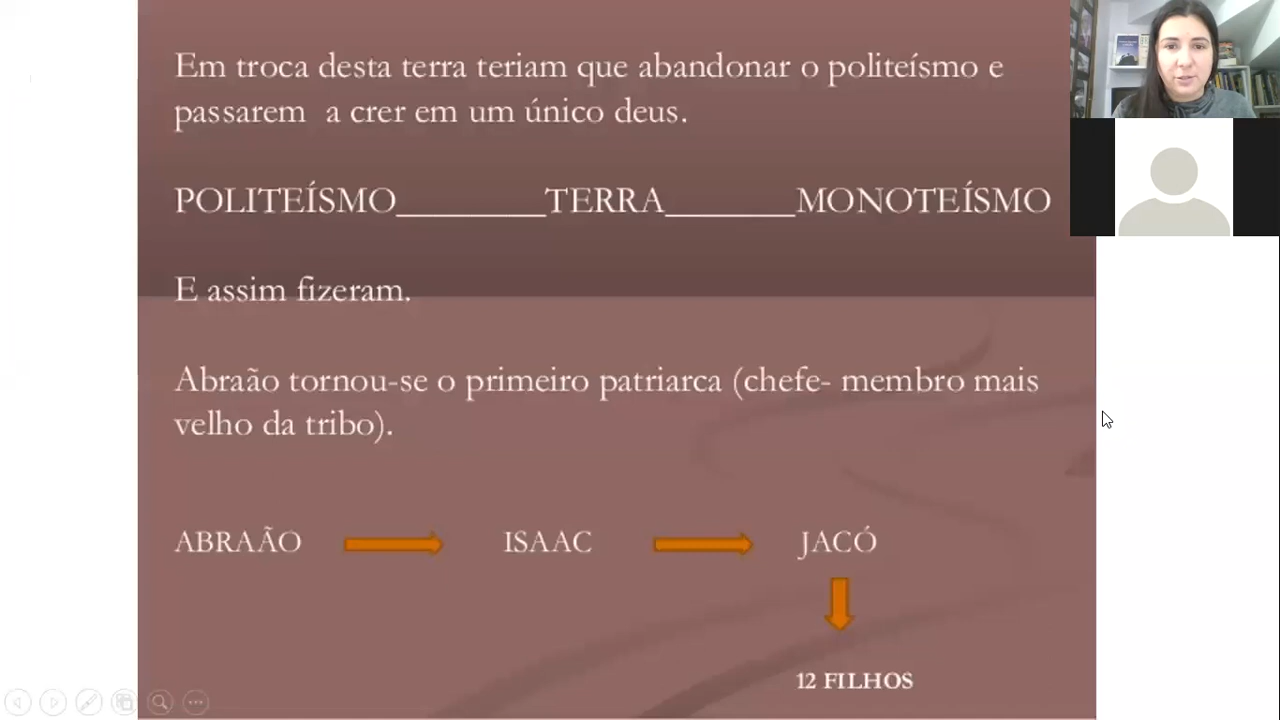 Em troca desta terra teriam que abandonar o politeísmo e
passarem a crer em um único deus.
POLITEÍSMO________TERRA_______MONOTEÍSMO
E assim fizeram.
Abraão tornou-se o primeiro patriarca (chefe- membro mais
velho da tribo).
ABRAÃO ISAAC JACÓ
12 FILHOS